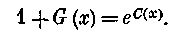 1 + G (x) = e^{C(x)}.